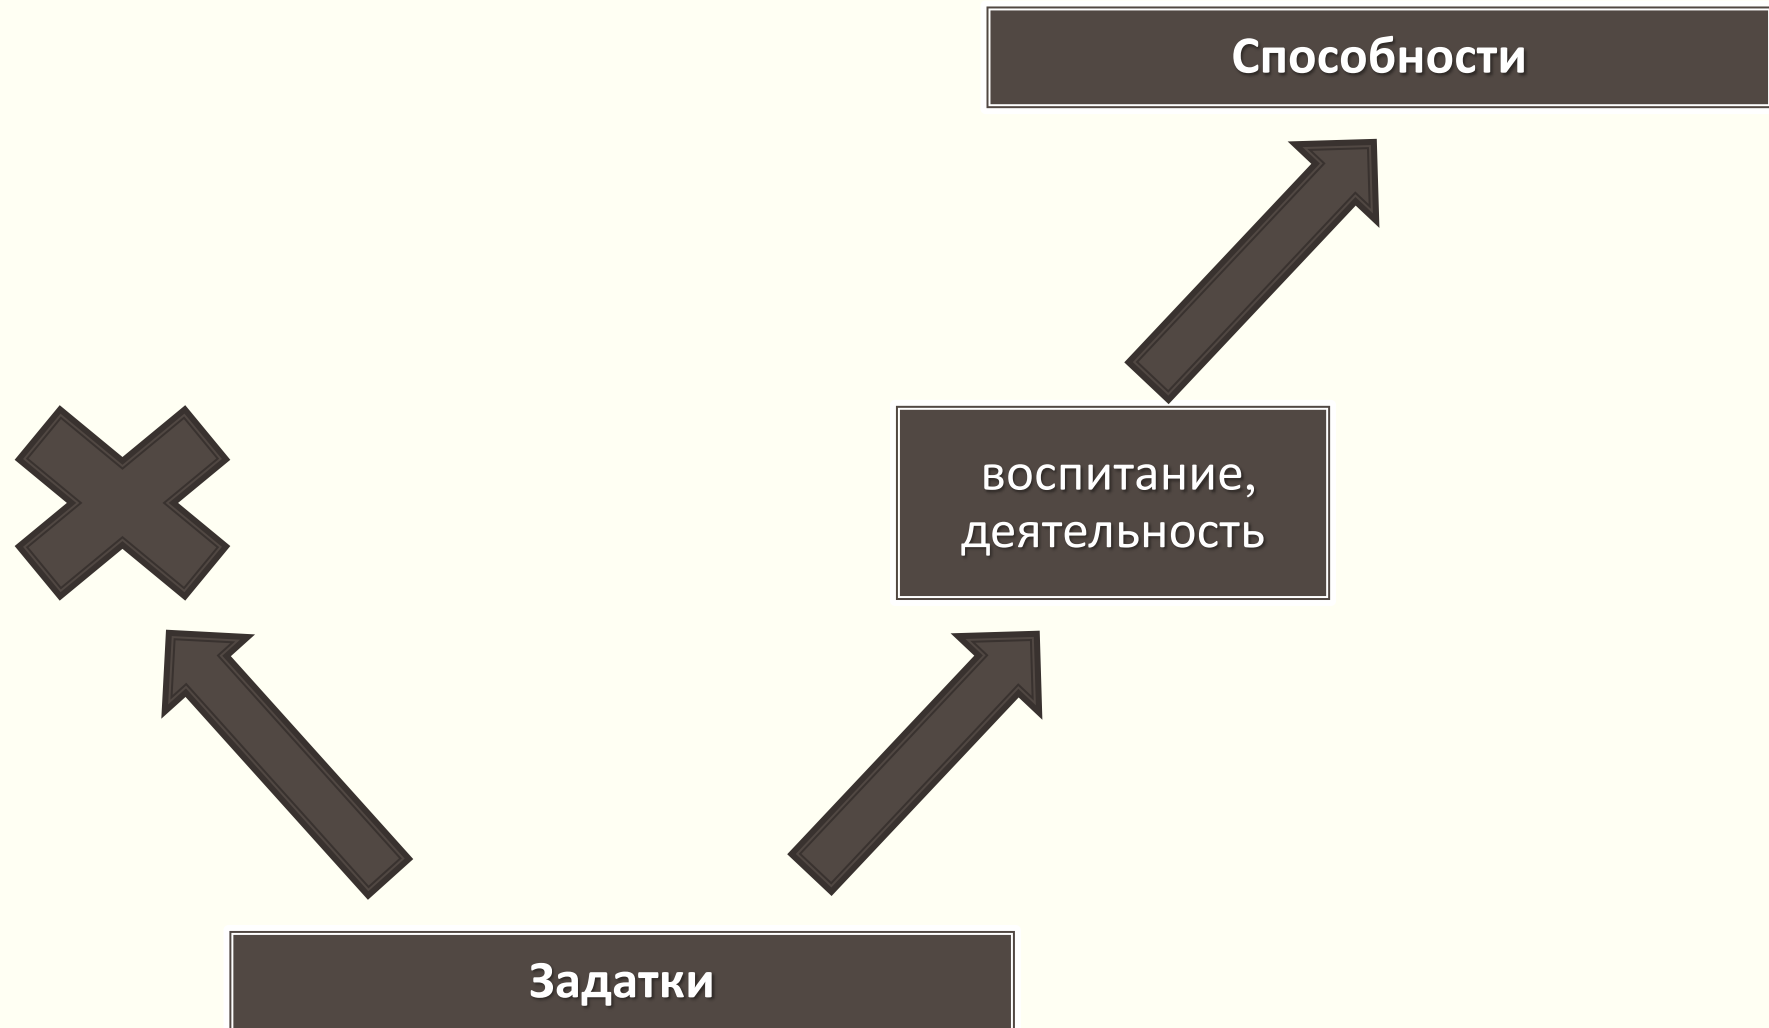 Способности
воспитание,
деятельность
Задатки